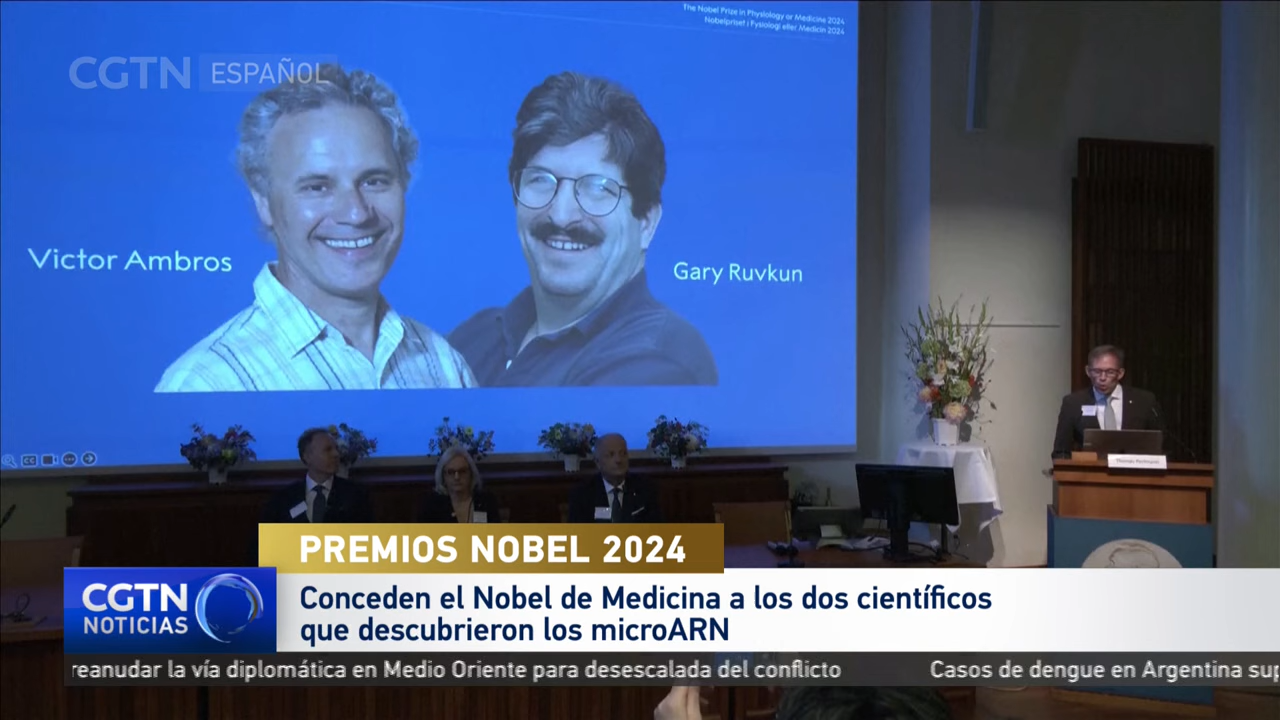 The Nobel Prize in Physiology or Medicine 2024
Nobelpriset i Fysiologi eller Medicin 2024
CGTN ESPAÑOL
Victor Ambros
Gary Ruvkun
CC
PREMIOS NOBEL 2024
CGTN
NOTICIAS
Conceden el Nobel de Medicina a los dos científicos
que descubrieron los microARN
reanudar la vía diplomática en Medio Oriente para desescalada del conflicto
Casos de dengue en Argentina sup